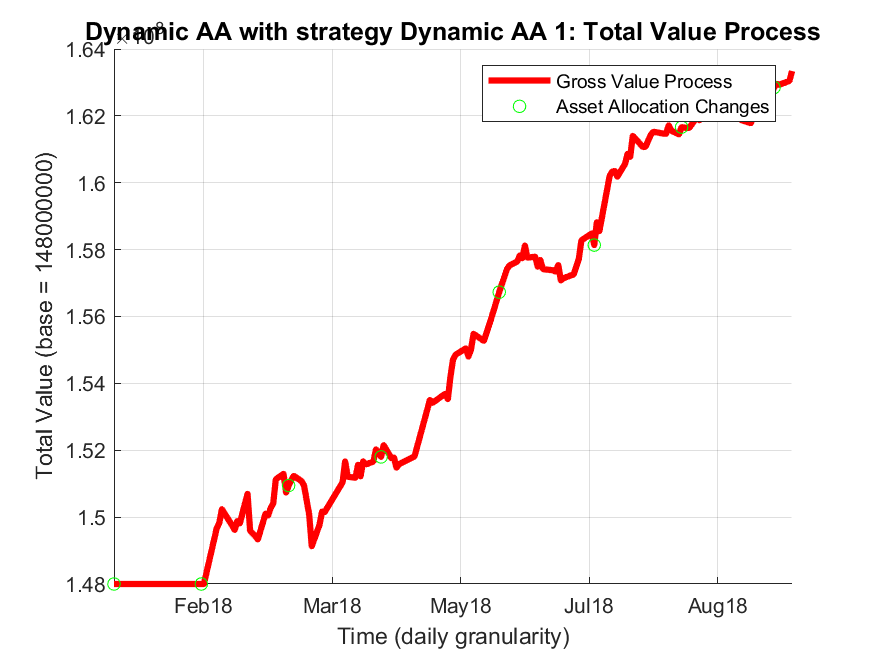 Dynamic AA with strategy Dynamic AA 1: Total Value Process
×10^8
Gross Value Process
Asset Allocation Changes
1.64
1.62
1.6
1.58
1.56
1.54
1.52
1.5
1.48
Total Value (base = 148000000)
Feb18
Mar18
May18
Jul18
Aug18
Time (daily granularity)